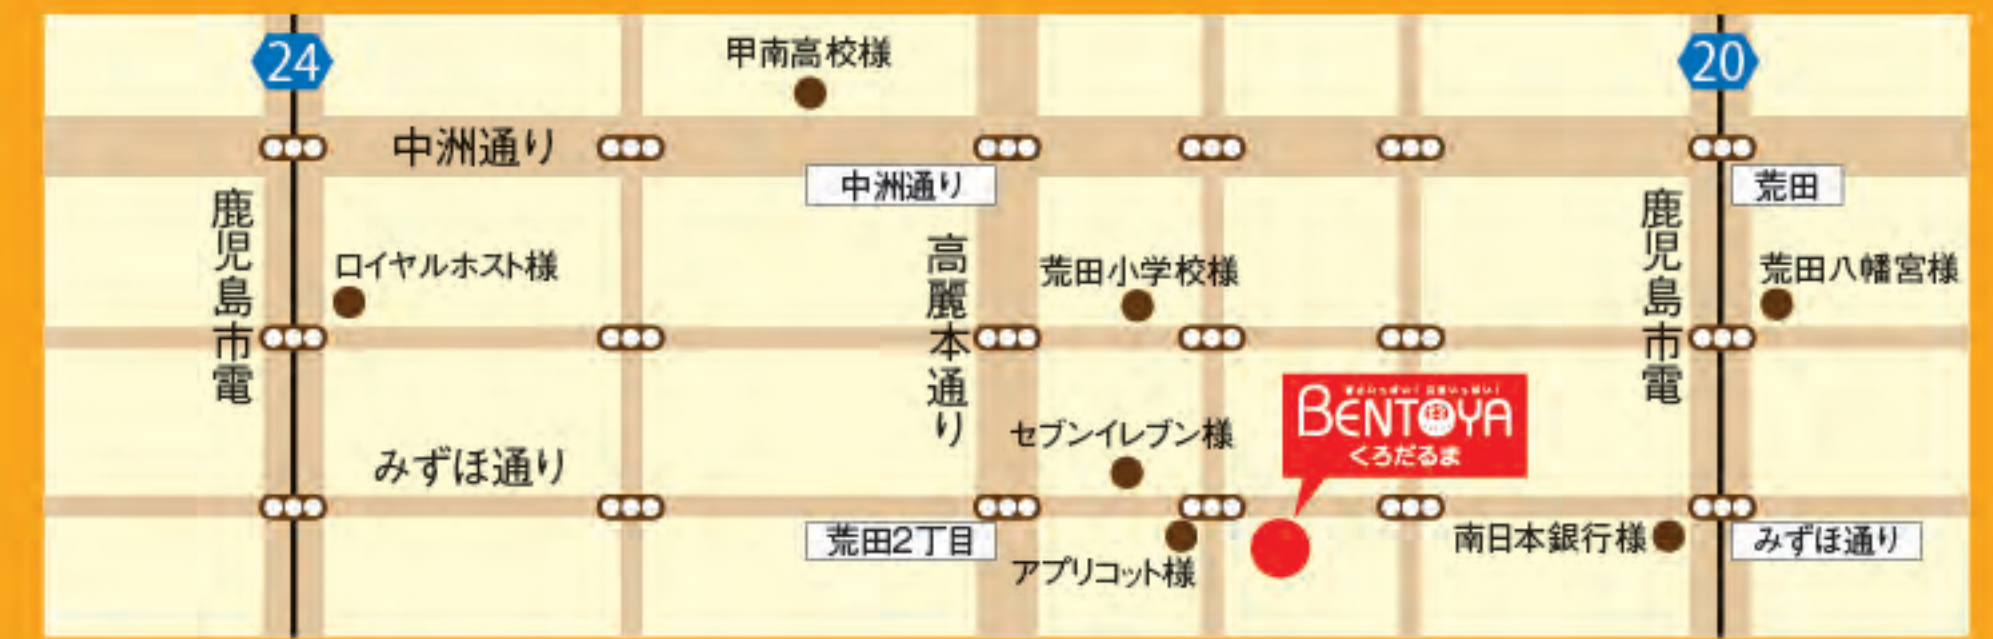 24
甲南高校様
20
中洲通り
中洲通り
荒田
鹿児島市電
ロイヤルホスト様
高麗本通り
荒田小学校様
鹿児島市電
荒田八幡宮様
みずほ通り
セブンイレブン様
BENTOYA
くろだるま
荒田2丁目
アプリコット様
南日本銀行様
みずほ通り